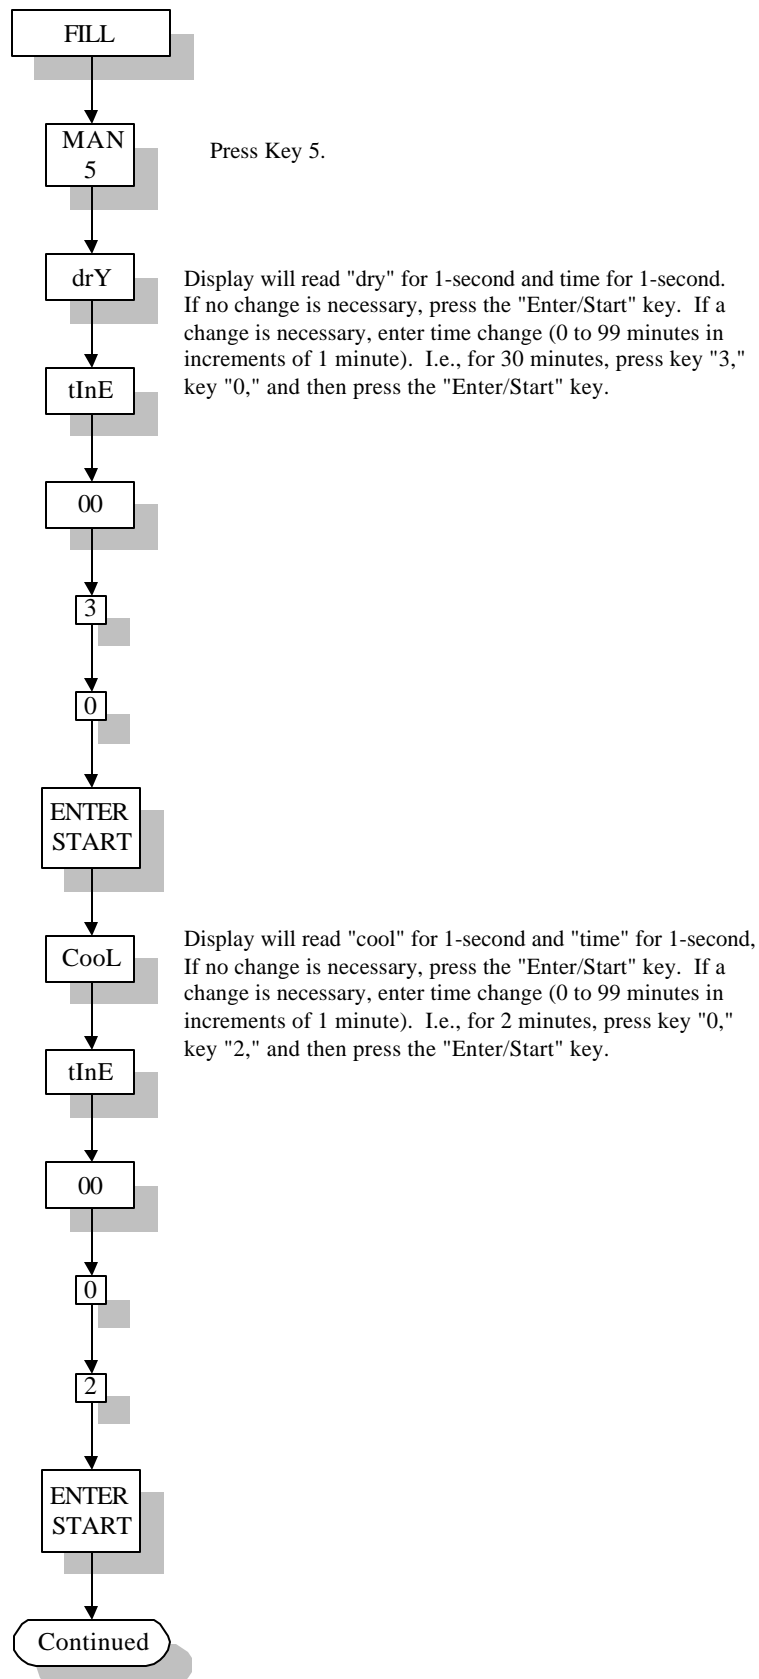 FILL
MAN
5
Press Key 5.
drY
Display will read "dry" for 1-second and time for 1-second.
If no change is necessary, press the "Enter/Start" key.  If a
change is necessary, enter time change (0 to 99 minutes in
increments of 1 minute).  I.e., for 30 minutes, press key "3,"
key "0," and then press the "Enter/Start" key.
tInE
00
3
0
ENTER
START
CooL
Display will read "cool" for 1-second and "time" for 1-second,
If no change is necessary, press the "Enter/Start" key.  If a
change is necessary, enter time change (0 to 99 minutes in
increments of 1 minute).  I.e., for 2 minutes, press key "0,"
key "2," and then press the "Enter/Start" key.
tInE
00
0
2
ENTER
START
Continued